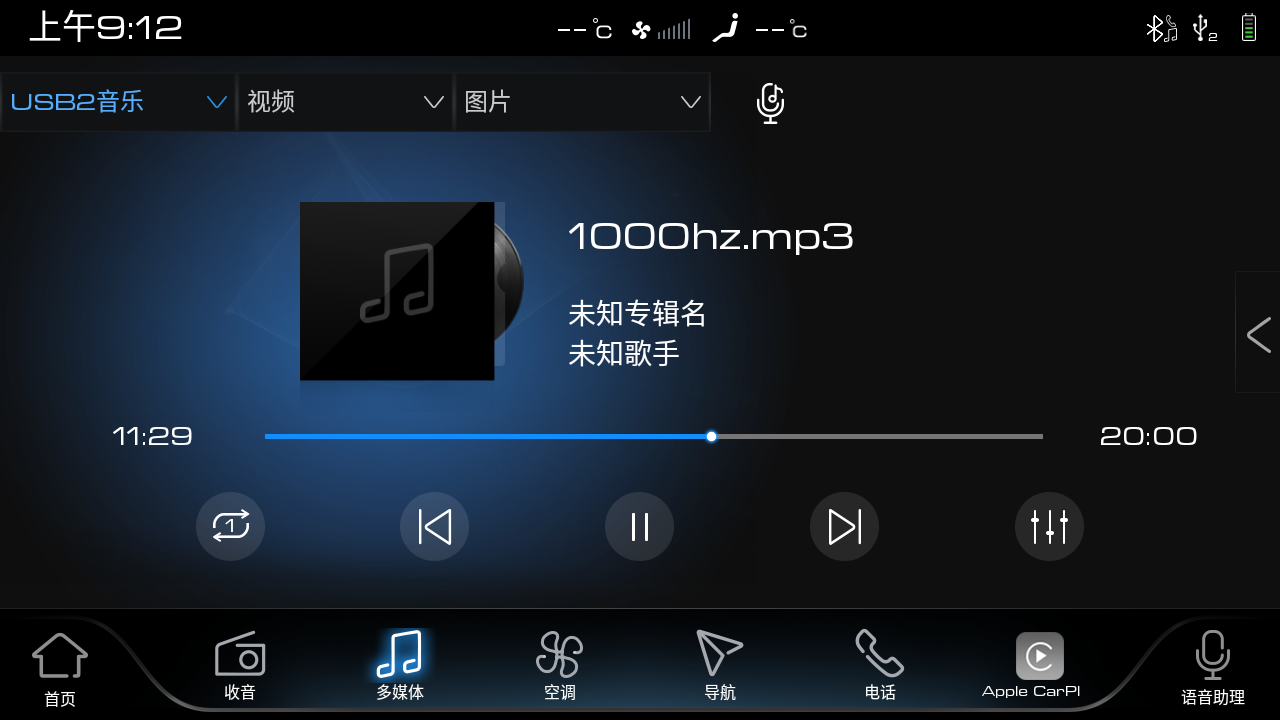 上午9:12
--°C
--°C
2
USB2音乐
视频
图片
1000hz.mp3
未知专辑名
未知歌手
11:29
20:00
1
首页
收音
多媒体
空调
导航
电话
Apple CarPl
语音助理